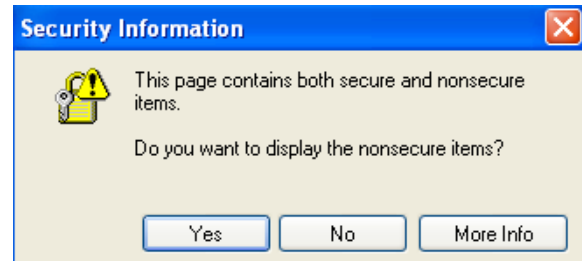 Security Information
This page contains both secure and nonsecure
items.
Do you want to display the nonsecure items?
Yes No More Info